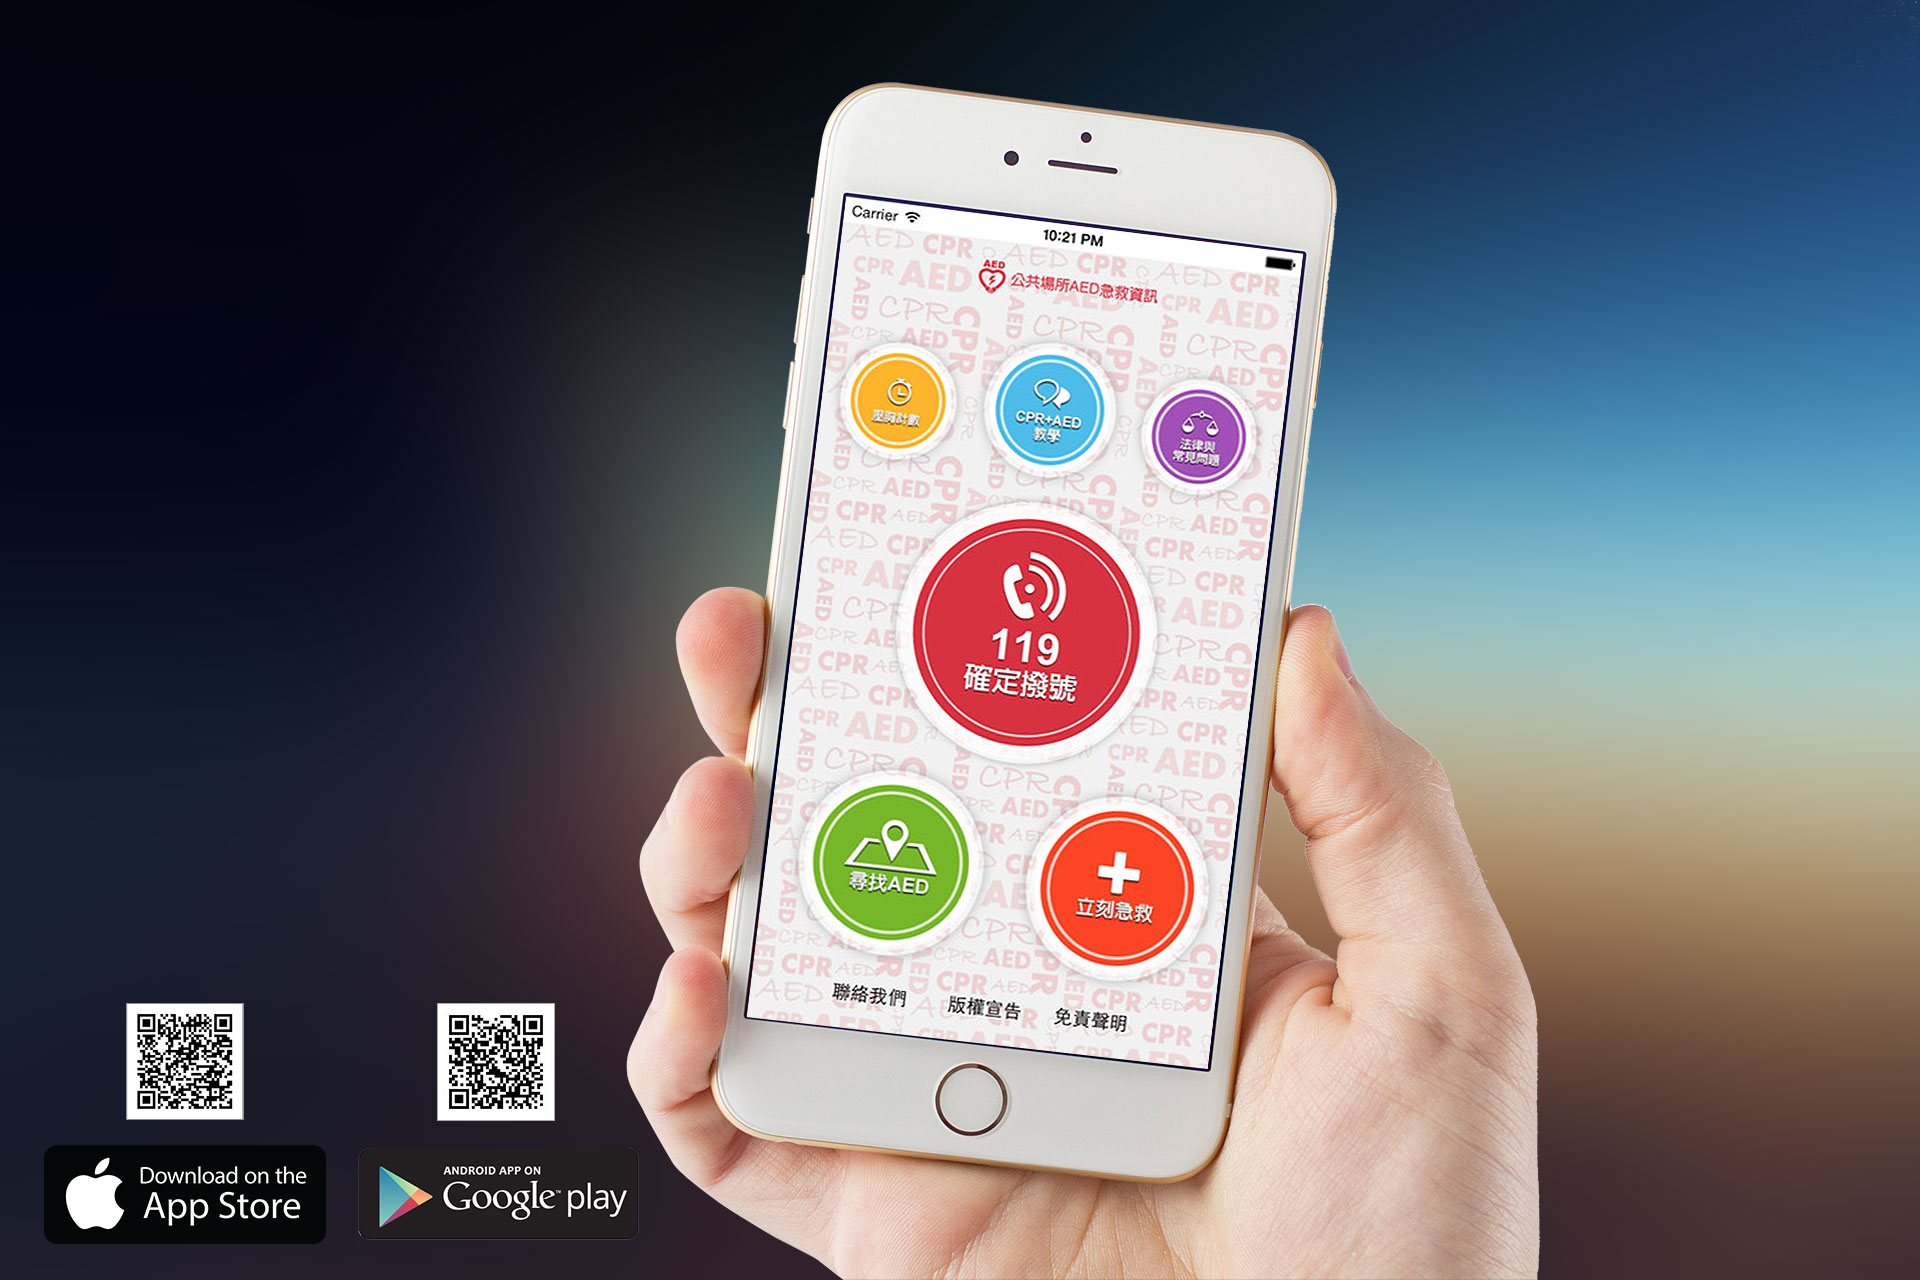 Carrier
10:21 PM
AED
公共場所AED急救資訊
壓胸計數
CPR+AED
教學
法律與
常見問題
119
確定撥號
尋找AED
立刻急救
聯絡我們
版權宣告
免責聲明
Download on the
App Store
ANDROID APP ON
Google play